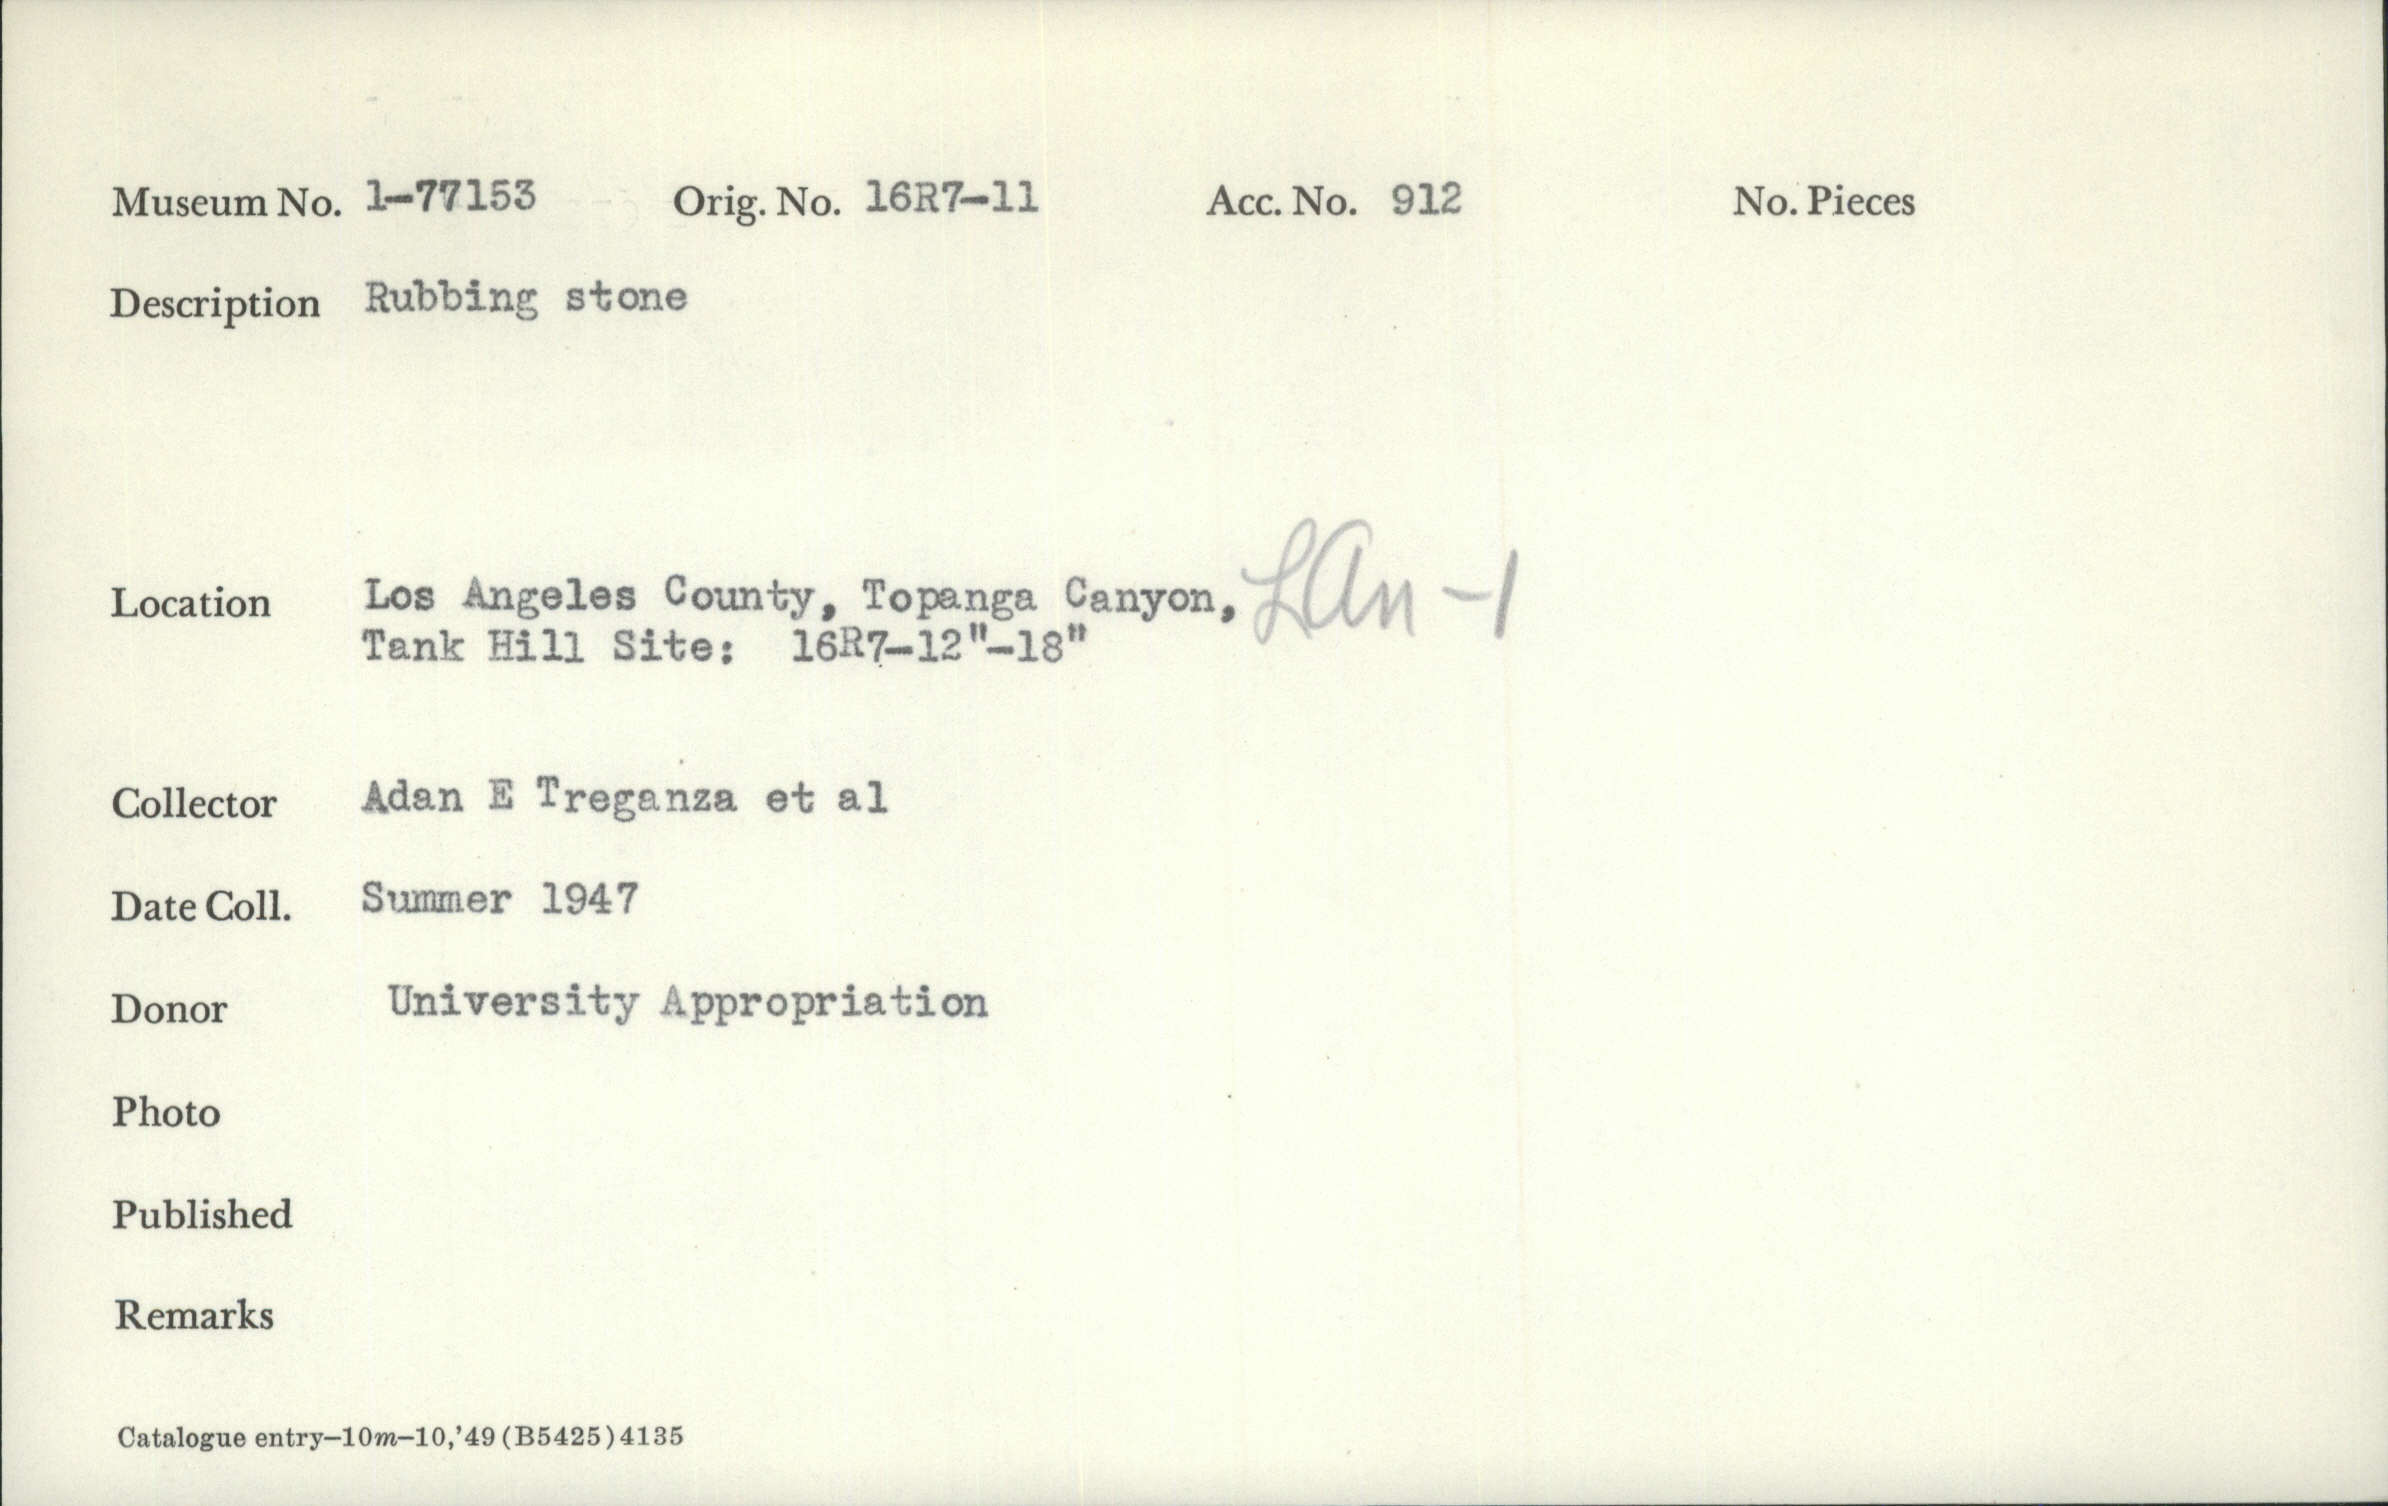 Museum No. 1-77153 Orig. No. 16R7-11 Acc. No. 912 No. Pieces
Description Rubbing stone
Location Los Angeles County, Topanga Canyon, LAn-1
Tank Hill Site: 16R7-12"-18"
Collector Adan E Treganza et al
Date Coll. Summer 1947
Donor University Appropriation
Photo
Published
Remarks
Catalogue entry—10m—10,'49 (B5425) 4135